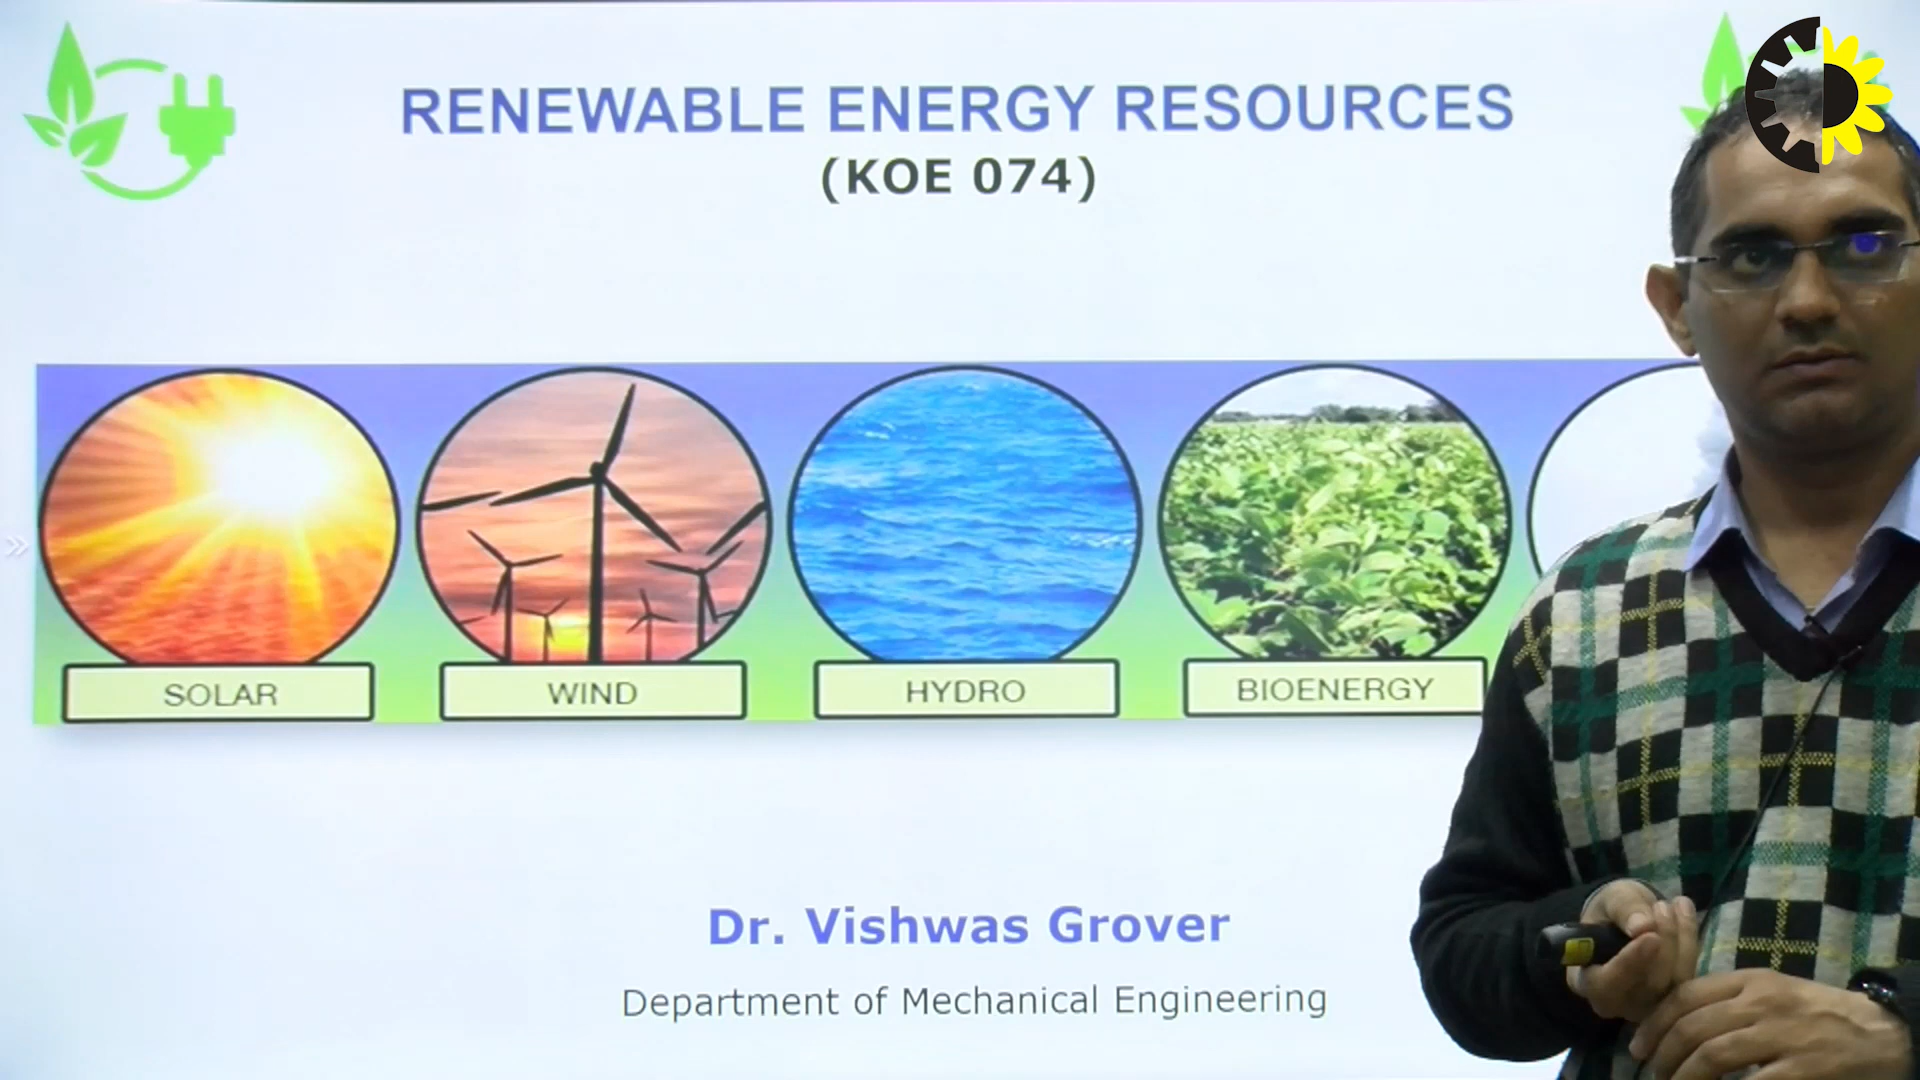 RENEWABLE ENERGY RESOURCES
(KOE 074)
SOLAR
WIND
HYDRO
BIOENERGY
Dr. Vishwas Grover
Department of Mechanical Engineering